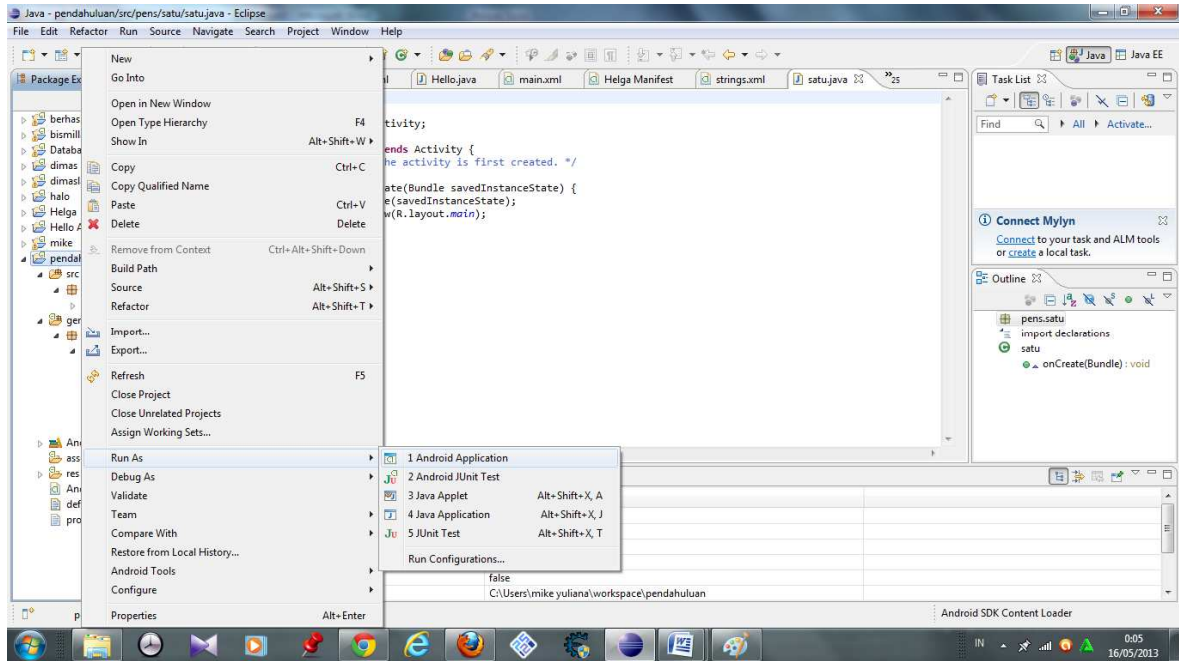 Java - pendahuluan/src/pens/satu/satu.java - Eclipse
File Edit Refactor Run Source Navigate Search Project Window Help
Java
Java EE
Package Ex
Hello.java
main.xml
Helga Manifest
strings.xml
satu.java
25
Task List
Find
All
Activate...
berhas
bismill
Databa
dimas
dimasl
halo
Helga
Hello A
mike
pendah
src
ger
And
ass
res
And
def
pro
New
Go Into
Open in New Window
Open Type Hierarchy F4
Show In Alt+Shift+W
Copy Ctrl+C
Copy Qualified Name
Paste Ctrl+V
Delete Delete
Remove from Context Ctrl+Alt+Shift+Down
Build Path
Source Alt+Shift+S
Refactor Alt+Shift+T
Import...
Export...
Refresh F5
Close Project
Close Unrelated Projects
Assign Working Sets...
Run As
Debug As
Validate
Team
Compare With
Restore from Local History...
Android Tools
Configure
Properties Alt+Enter
1 Android Application
2 Android JUnit Test
3 Java Applet Alt+Shift+X, A
4 Java Application Alt+Shift+X, J
5 JUnit Test Alt+Shift+X, T
Run Configurations...
tivity;
ends Activity {
he activity is first created. */
ate(Bundle savedInstanceState) {
e(savedInstanceState);
w(R.layout.main);
Connect Mylyn
Connect to your task and ALM tools
or create a local task.
Outline
pens.satu
import declarations
satu
onCreate(Bundle) : void
false
C:\Users\mike yuliana\workspace\pendahuluan
p
Android SDK Content Loader
IN
0:05
16/05/2013